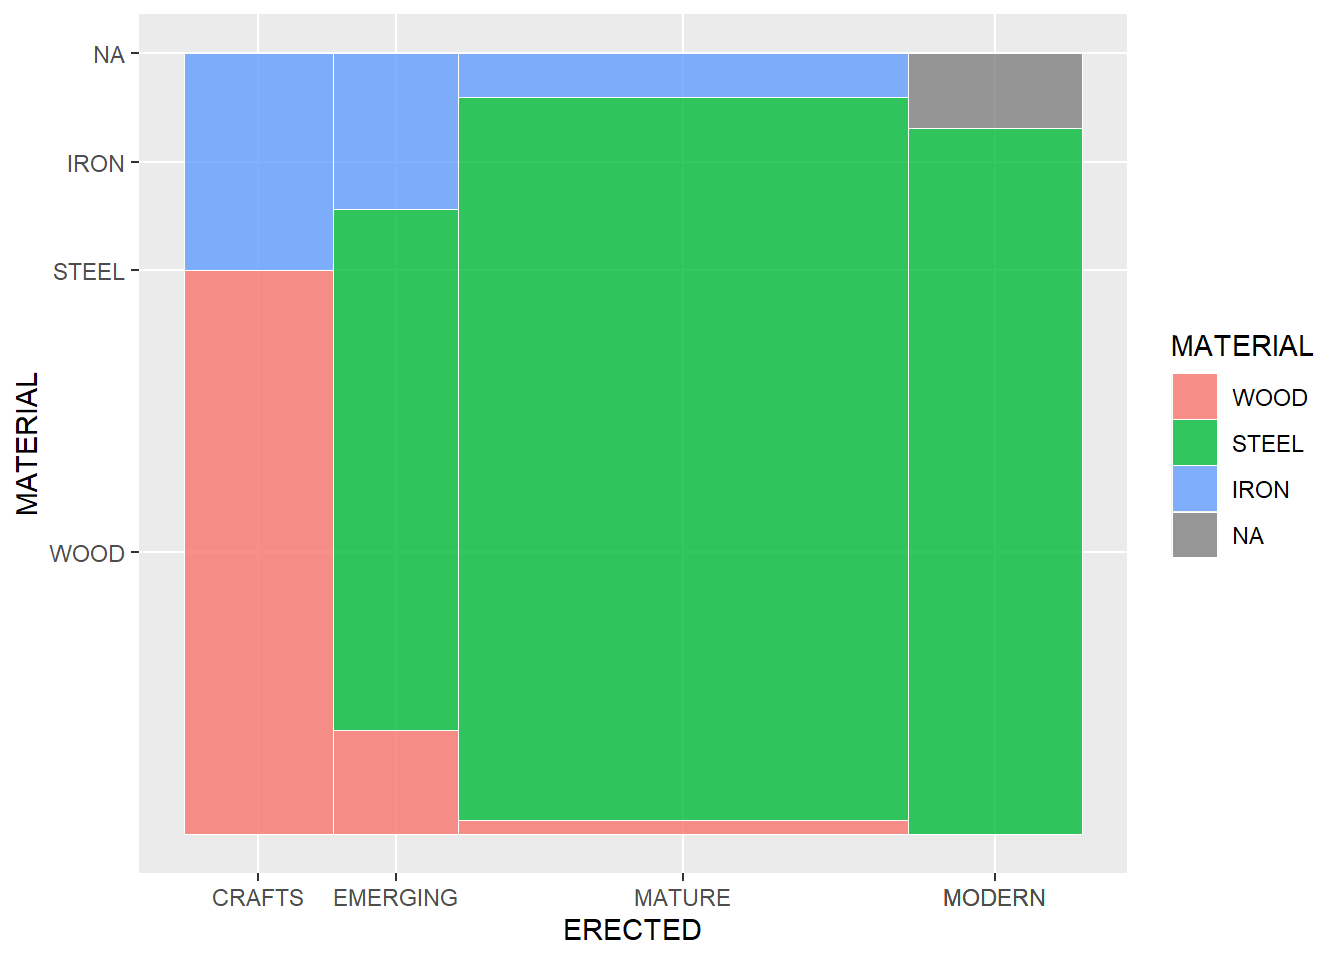 NA
IRON
STEEL
WOOD
MATERIAL
CRAFTS EMERGING MATURE MODERN
ERECTED
MATERIAL
WOOD
STEEL
IRON
NA